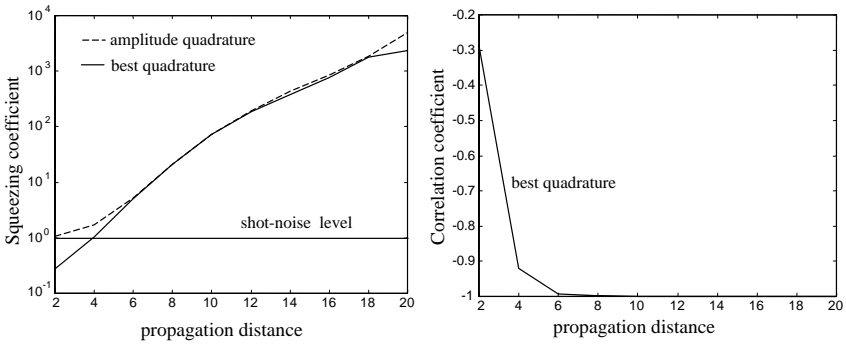 10^4
10^3
10^2
10^1
10^0
10^-1
Squeezing coefficient
amplitude quadrature
best quadrature
shot-noise level
2 4 6 8 10 12 14 16 18 20
propagation distance
-0.2
-0.3
-0.4
-0.5
-0.6
-0.7
-0.8
-0.9
-1
Correlation coefficient
best quadrature
2 4 6 8 10 12 14 16 18 20
propagation distance